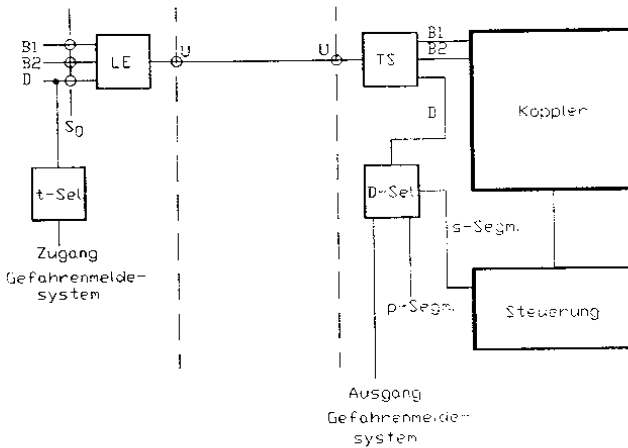 B1
B2
D
LE
S0
U
U
TS
B1
B2
D
Koppler
t-Sel
D-Sel
s-Segm.
Zugang
Gefahrenmelde-
system
p-Segm.
Steuerung
Ausgang
Gefahrenmelde-
system